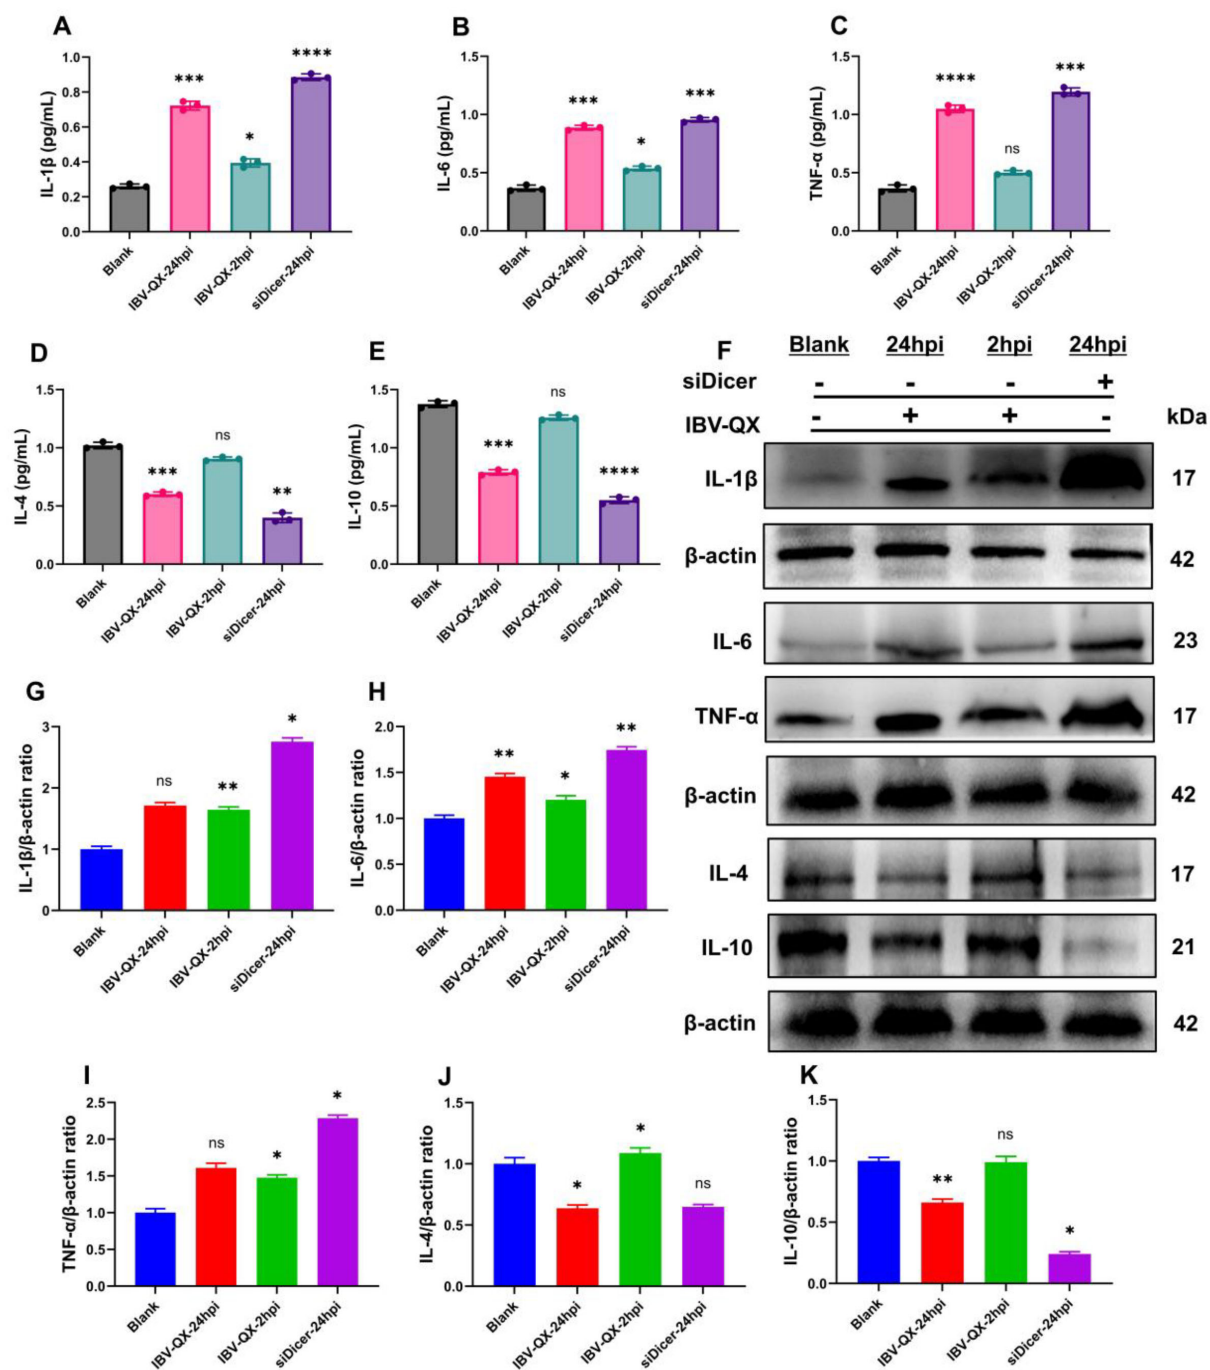 A
IL-1β (pg/mL)
1.0
0.8
0.6
0.4
0.2
0.0
***
*
****
Blank
IBV-QX-24hpi
IBV-QX-2hpi
siDicer-24hpi
B
IL-6 (pg/mL)
1.5
1.0
0.5
0.0
***
*
***
Blank
IBV-QX-24hpi
IBV-QX-2hpi
siDicer-24hpi
C
TNF-α (pg/mL)
1.5
1.0
0.5
0.0
****
ns
***
Blank
IBV-QX-24hpi
IBV-QX-2hpi
siDicer-24hpi
D
IL-4 (pg/mL)
1.5
1.0
0.5
0.0
***
ns
**
Blank
IBV-QX-24hpi
IBV-QX-2hpi
siDicer-24hpi
E
IL-10 (pg/mL)
1.5
1.0
0.5
0.0
***
ns
****
Blank
IBV-QX-24hpi
IBV-QX-2hpi
siDicer-24hpi
F
Blank 24hpi 2hpi 24hpi
siDicer - - - +
IBV-QX - + + - kDa
IL-1β 17
β-actin 42
IL-6 23
TNF-α 17
β-actin 42
IL-4 17
IL-10 21
β-actin 42
G
IL-1β/β-actin ratio
3
2
1
0
ns
**
*
Blank
IBV-QX-24hpi
IBV-QX-2hpi
siDicer-24hpi
H
IL-6/β-actin ratio
2.0
1.5
1.0
0.5
0.0
**
*
**
Blank
IBV-QX-24hpi
IBV-QX-2hpi
siDicer-24hpi
I
TNF-α/β-actin ratio
2.5
2.0
1.5
1.0
0.5
0.0
ns
*
*
Blank
IBV-QX-24hpi
IBV-QX-2hpi
siDicer-24hpi
J
IL-4/β-actin ratio
1.5
1.0
0.5
0.0
*
*
ns
Blank
IBV-QX-24hpi
IBV-QX-2hpi
siDicer-24hpi
K
IL-10/β-actin ratio
1.5
1.0
0.5
0.0
**
ns
*
Blank
IBV-QX-24hpi
IBV-QX-2hpi
siDicer-24hpi